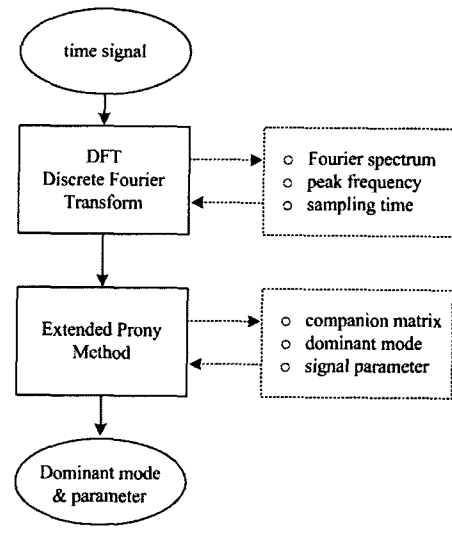 time signal
DFT
Discrete Fourier
Transform
○ Fourier spectrum
○ peak frequency
○ sampling time
Extended Prony
Method
○ companion matrix
○ dominant mode
○ signal parameter
Dominant mode
& parameter